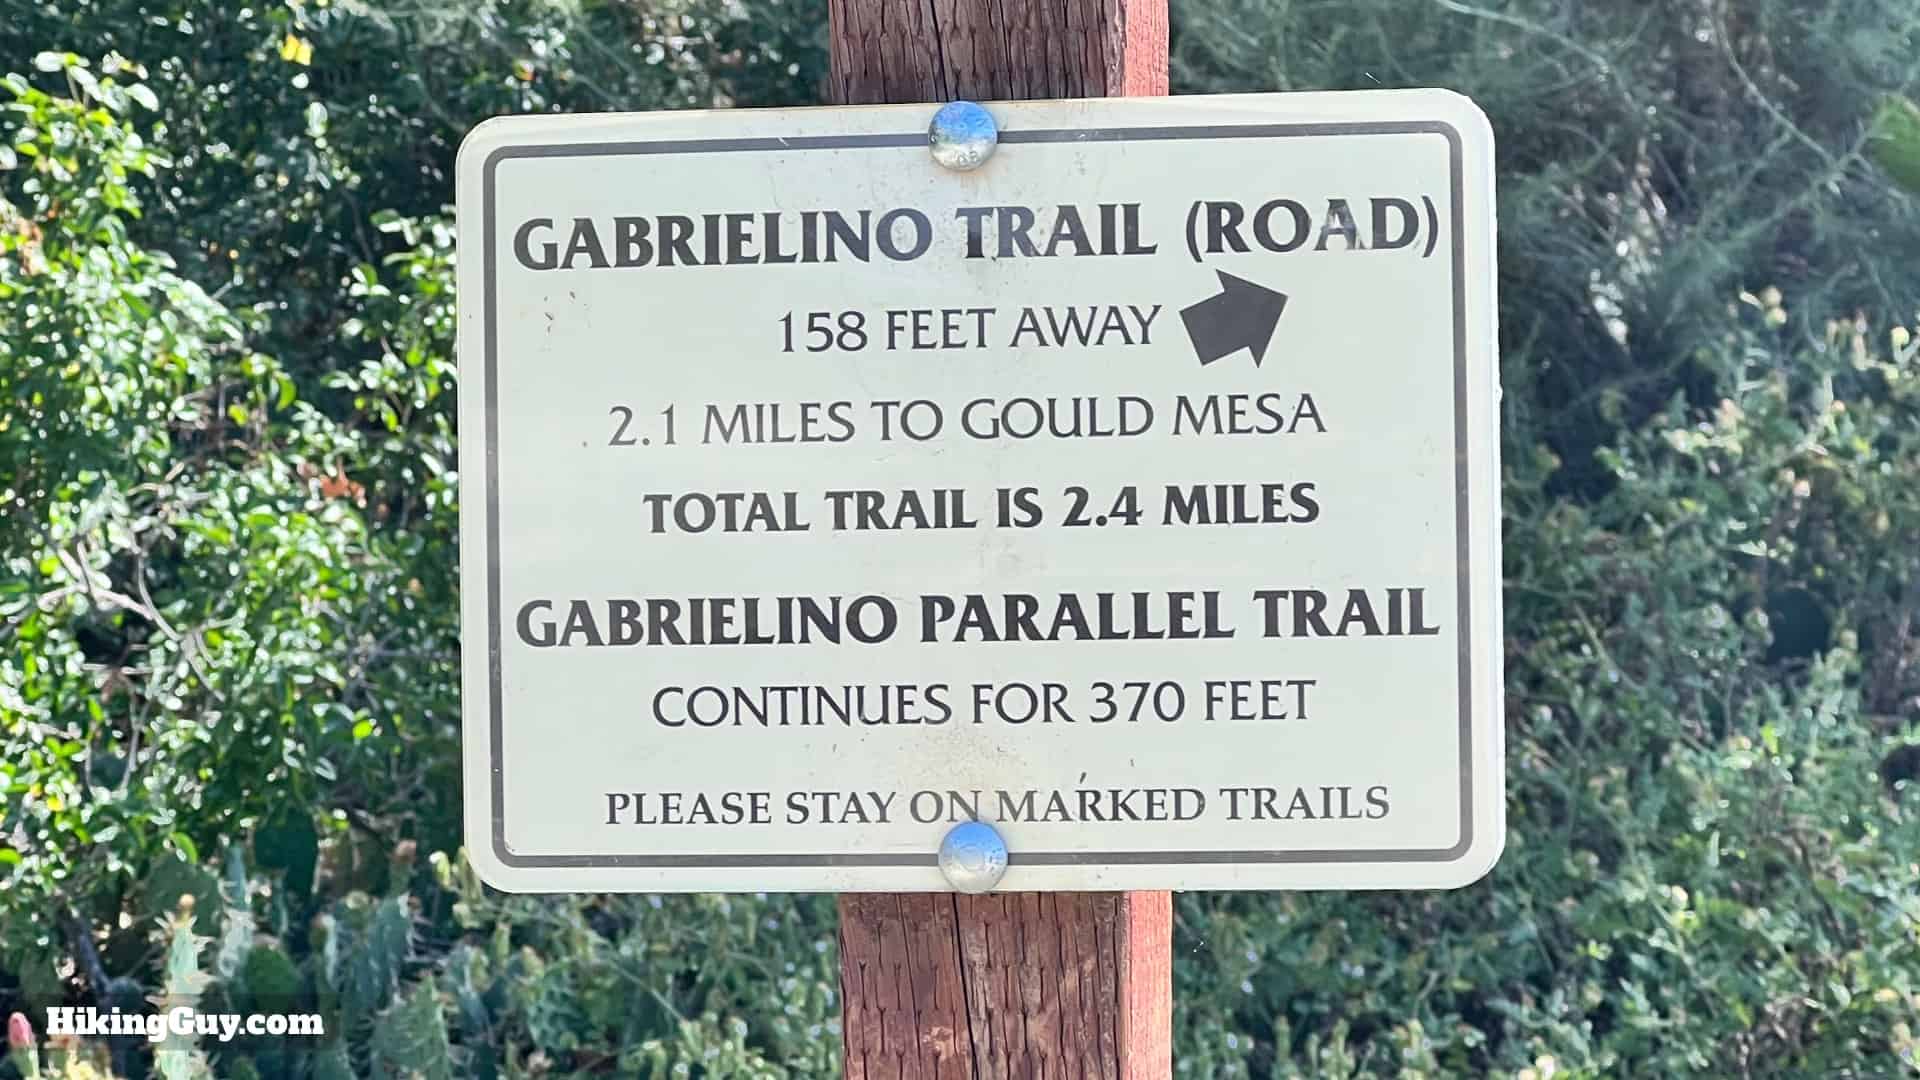 GABRIELINO TRAIL (ROAD)
158 FEET AWAY
2.1 MILES TO GOULD MESA
TOTAL TRAIL IS 2.4 MILES
GABRIELINO PARALLEL TRAIL
CONTINUES FOR 370 FEET
PLEASE STAY ON MARKED TRAILS
HikingGuy.com